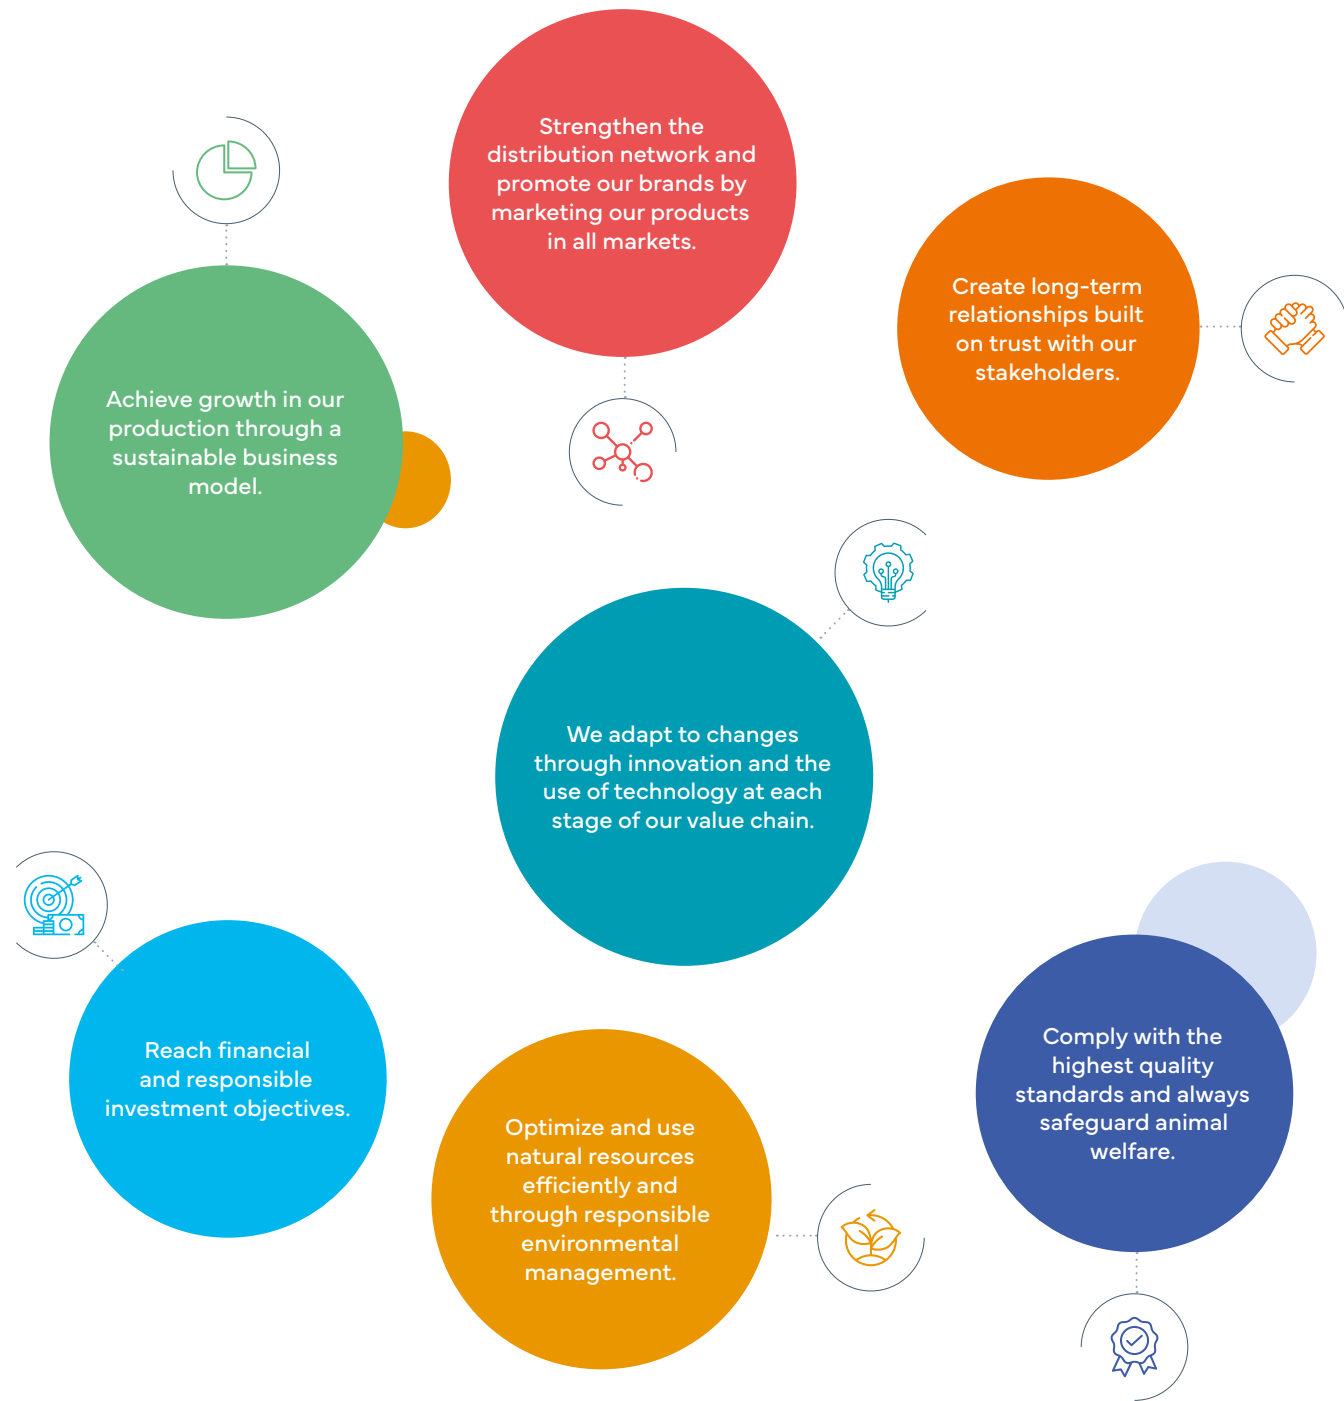 Strengthen the
distribution network and
promote our brands by
marketing our products
in all markets.
Create long-term
relationships built
on trust with our
stakeholders.
Achieve growth in our
production through a
sustainable business
model.
We adapt to changes
through innovation and the
use of technology at each
stage of our value chain.
Reach financial
and responsible
investment objectives.
Optimize and use
natural resources
efficiently and
through responsible
environmental
management.
Comply with the
highest quality
standards and always
safeguard animal
welfare.